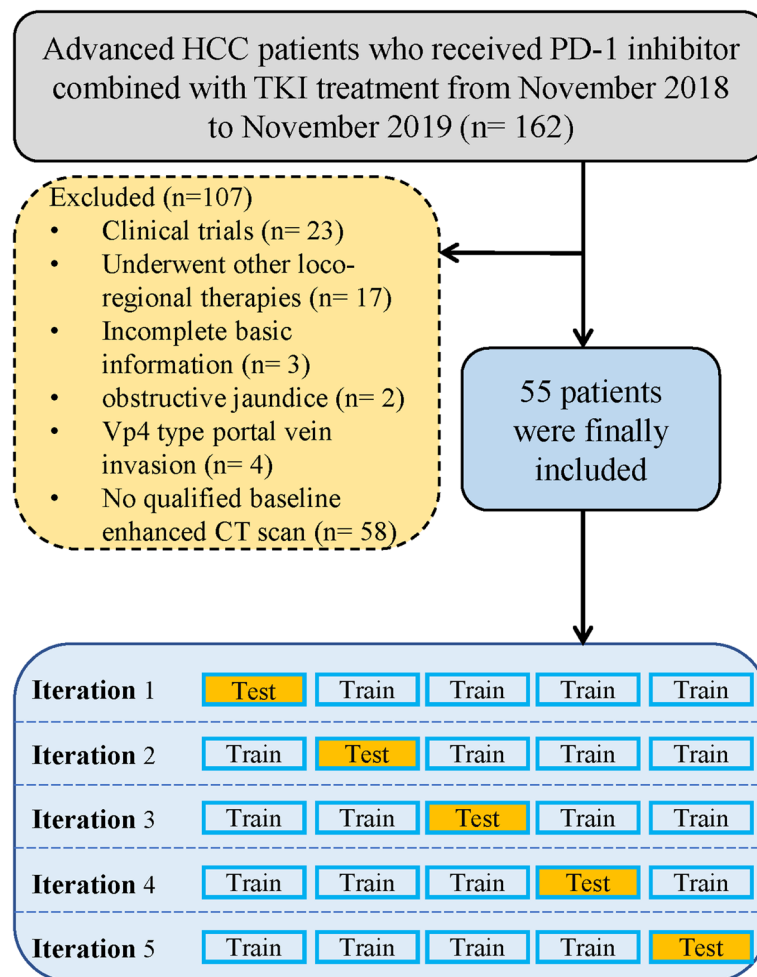 Advanced HCC patients who received PD-1 inhibitor
combined with TKI treatment from November 2018
to November 2019 (n= 162)
Excluded (n=107)
• Clinical trials (n= 23)
• Underwent other loco-
regional therapies (n= 17)
• Incomplete basic
information (n= 3)
• obstructive jaundice (n= 2)
• Vp4 type portal vein
invasion (n= 4)
• No qualified baseline
enhanced CT scan (n= 58)
55 patients
were finally
included
Iteration 1 Test Train Train Train Train
Iteration 2 Train Test Train Train Train
Iteration 3 Train Train Test Train Train
Iteration 4 Train Train Train Test Train
Iteration 5 Train Train Train Train Test